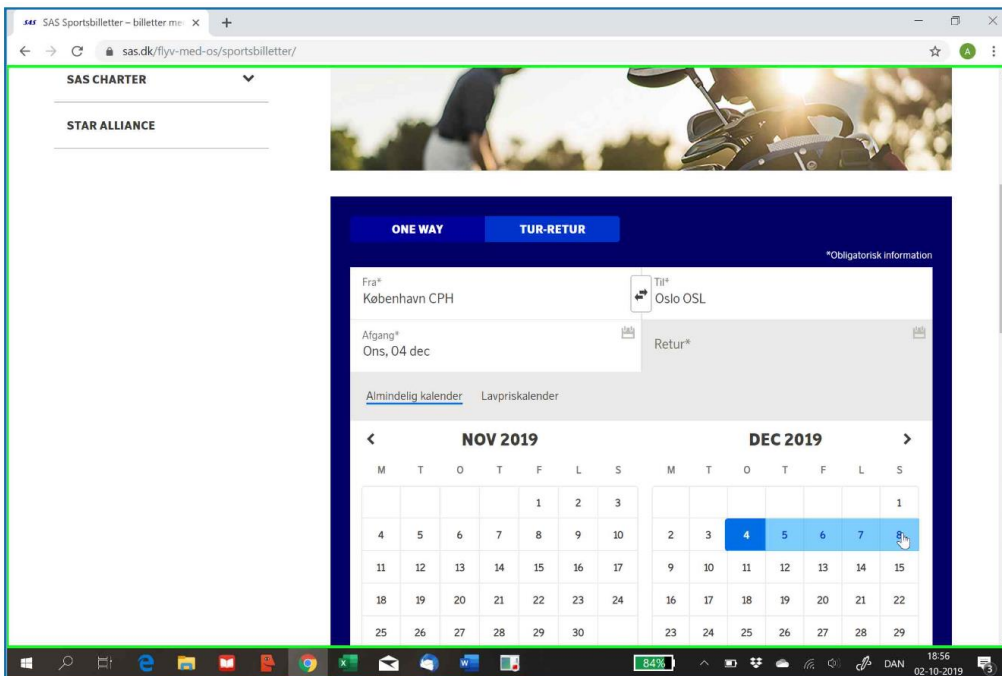 SAS SAS Sportsbilletter – billetter me
sas.dk/flyv-med-os/sportsbilletter/
A
SAS CHARTER
STAR ALLIANCE
ONE WAY TUR-RETUR
*Obligatorisk information
Fra* Til*
København CPH Oslo OSL
Afgang*
Ons, 04 dec
Retur*
Almindelig kalender Lavpriskalender
NOV 2019 DEC 2019
M T O T F L S M T O T F L S
1 2 3 1
4 5 6 7 8 9 10 2 3 4 5 6 7 8
11 12 13 14 15 16 17 9 10 11 12 13 14 15
18 19 20 21 22 23 24 16 17 18 19 20 21 22
25 26 27 28 29 30 23 24 25 26 27 28 29
84% DAN 18:56
02-10-2019
3